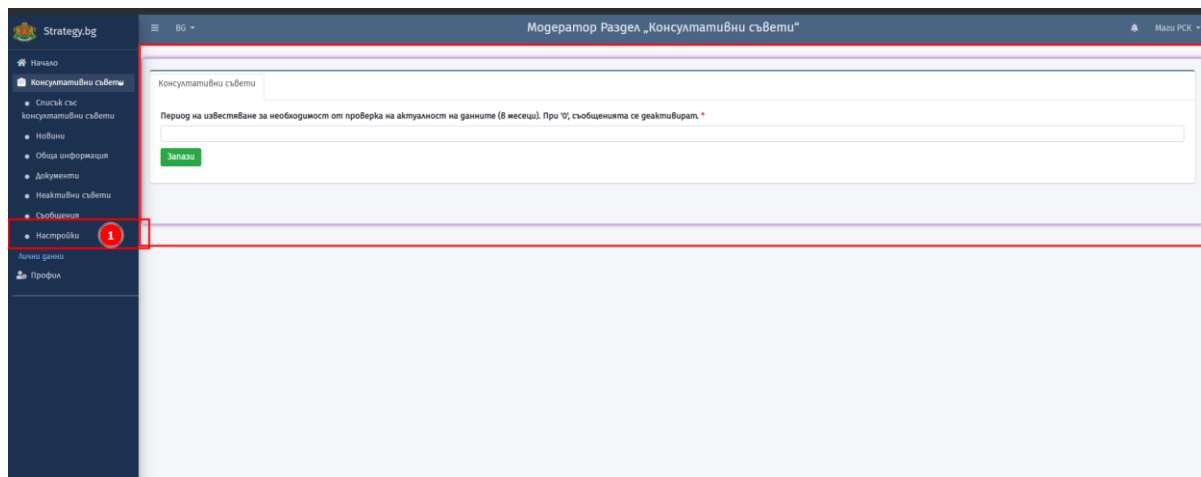 Strategy.bg
BG
Модератор Раздел „Консултативни съвети“
Маги РСК
Начало
Консултативни съвети
Списък със
консултативни съвети
Новини
Обща информация
Документи
Неактивни съвети
Съобщения
Настройки
1
Лични данни
Профил
Консултативни съвети
Период на известяване за необходимост от проверка на актуалност на данните (в месеци). При '0', съобщенията се деактивират. *
Запази